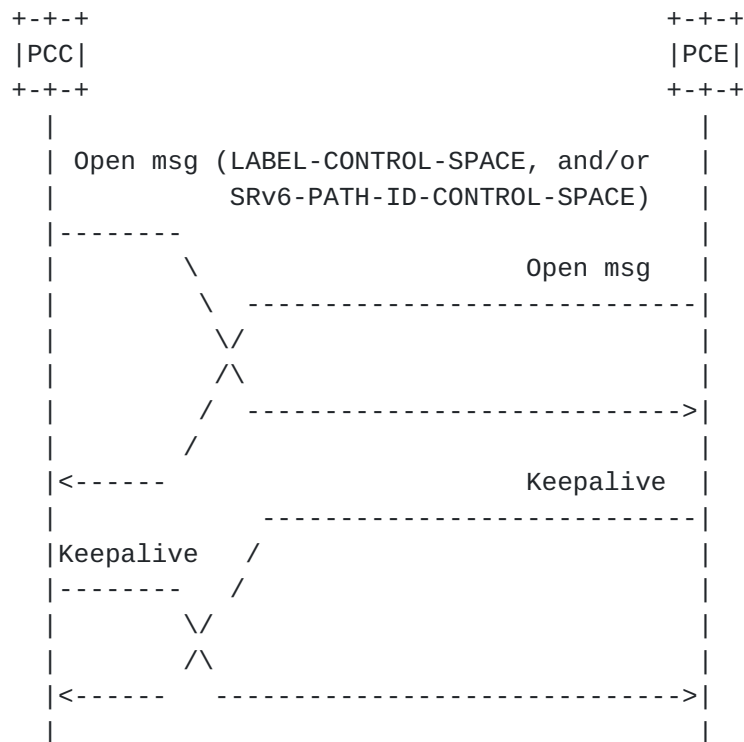 +-+-+                                      +-+-+
|PCC|                                      |PCE|
+-+-+                                      +-+-+
  |                                          |
  | Open msg (LABEL-CONTROL-SPACE, and/or    |
  |           SRv6-PATH-ID-CONTROL-SPACE)    |
  |--------                                  |
  |        \                     Open msg    |
  |         \  -----------------------------|
  |          \/                              |
  |          /\                              |
  |         /  ---------------------------->|
  |        /                                 |
  |<------                       Keepalive   |
  |             ----------------------------|
  |Keepalive   /                             |
  |--------   /                              |
  |        \/                                |
  |        /\                                |
  |<------   ------------------------------>|
  |                                          |